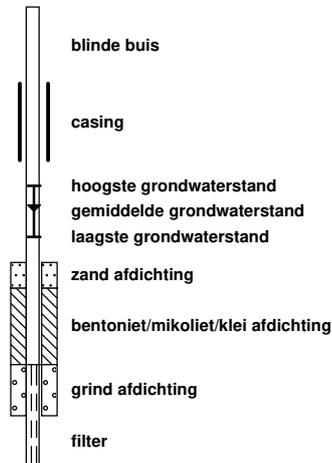 blinde buis
casing
hoogste grondwaterstand
gemiddelde grondwaterstand
laagste grondwaterstand
zand afdichting
bentoniet/mikoliet/klei afdichting
grind afdichting
filter